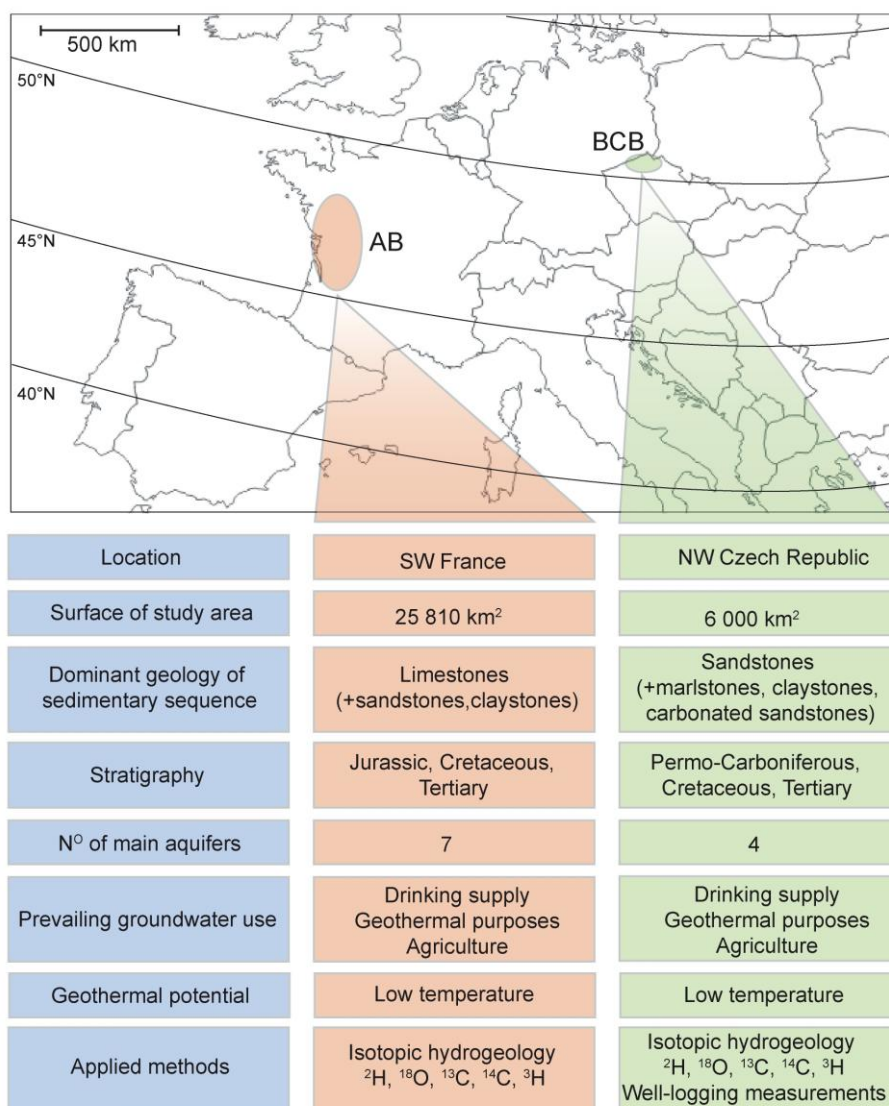 500 km
50°N
BCB
AB
45°N
40°N
Location
SW France
NW Czech Republic
Surface of study area
25 810 km²
6 000 km²
Dominant geology of
sedimentary sequence
Limestones
(+sandstones,claystones)
Sandstones
(+marlstones, claystones,
carbonated sandstones)
Stratigraphy
Jurassic, Cretaceous,
Tertiary
Permo-Carboniferous,
Cretaceous, Tertiary
Nᴼ of main aquifers
7
4
Prevailing groundwater use
Drinking supply
Geothermal purposes
Agriculture
Drinking supply
Geothermal purposes
Agriculture
Geothermal potential
Low temperature
Low temperature
Applied methods
Isotopic hydrogeology
²H, ¹⁸O, ¹³C, ¹⁴C, ³H
Isotopic hydrogeology
²H, ¹⁸O, ¹³C, ¹⁴C, ³H
Well-logging measurements